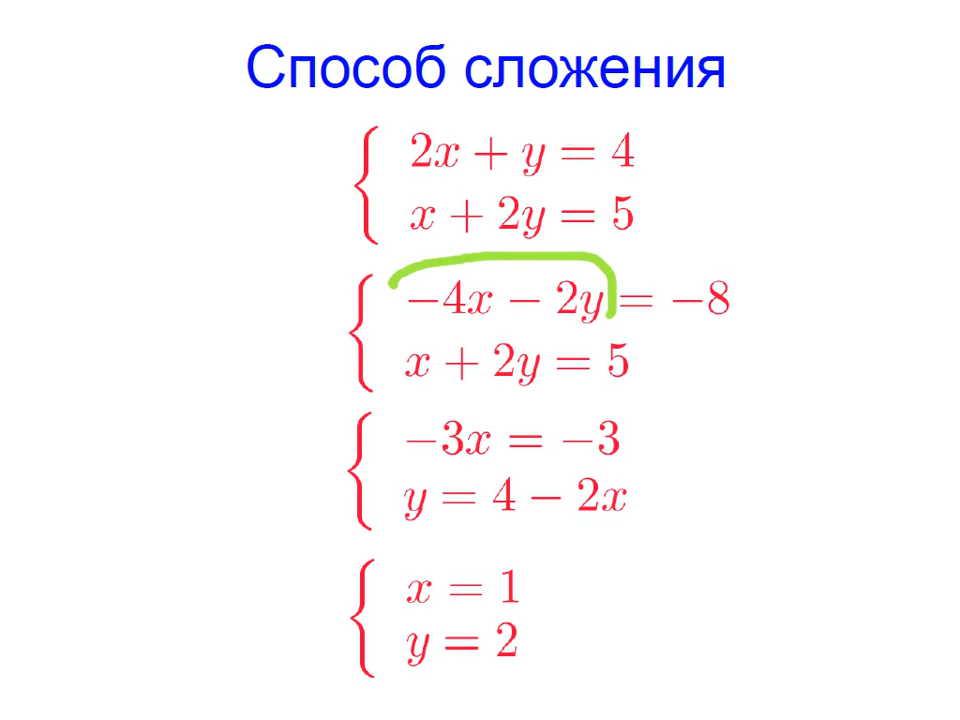 Способ сложения
2x + y = 4
x + 2y = 5
−4x − 2y = −8
x + 2y = 5
−3x = −3
y = 4 − 2x
x = 1
y = 2